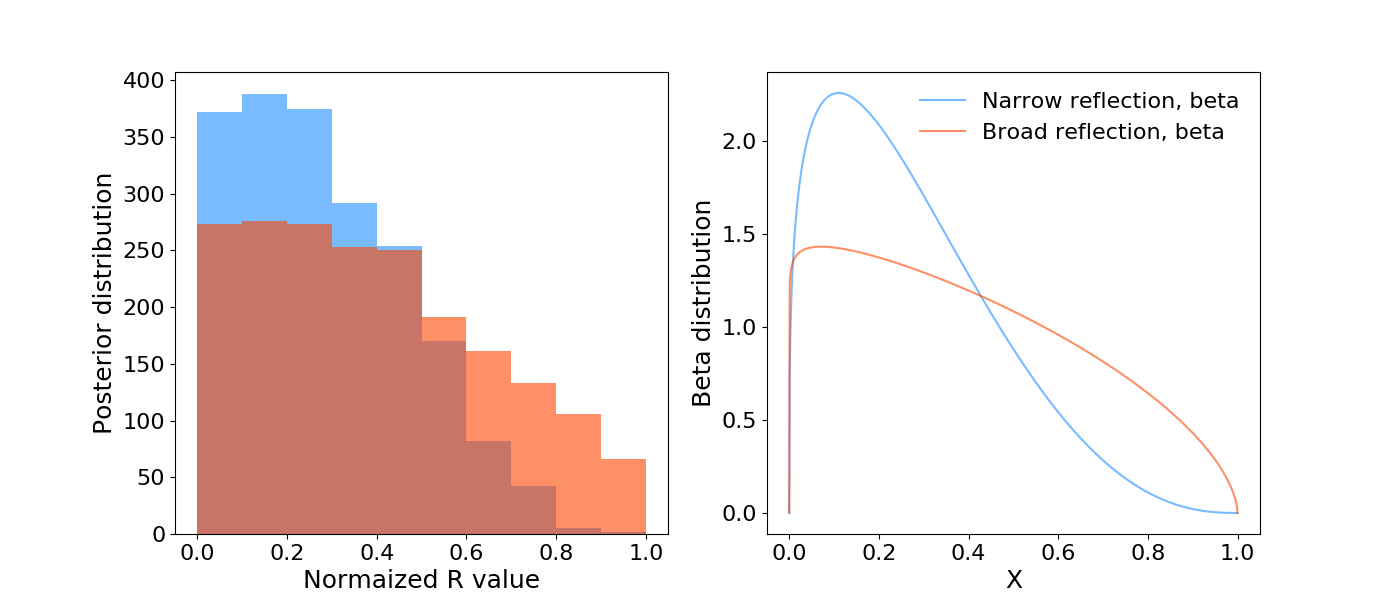 400
350
300
250
200
150
100
50
0
Posterior distribution
0.0 0.2 0.4 0.6 0.8 1.0
Normaized R value
2.0
1.5
1.0
0.5
0.0
Beta distribution
Narrow reflection, beta
Broad reflection, beta
0.0 0.2 0.4 0.6 0.8 1.0
X